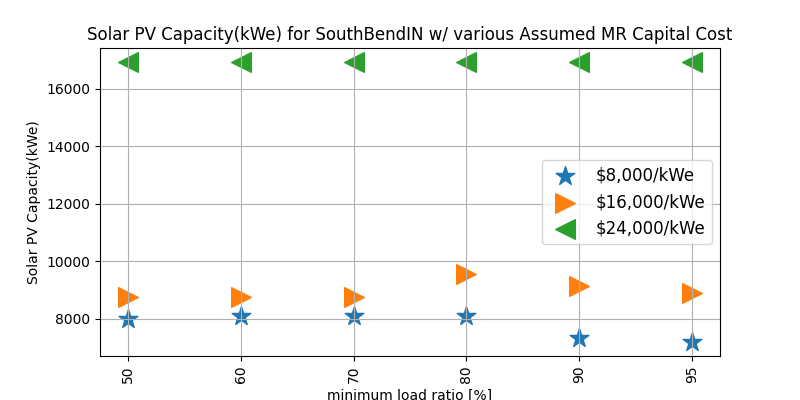 Solar PV Capacity(kWe) for SouthBendIN w/ various Assumed MR Capital Cost
Solar PV Capacity(kWe)
16000
14000
12000
10000
8000
$8,000/kWe
$16,000/kWe
$24,000/kWe
50
60
70
80
90
95
minimum load ratio [%]